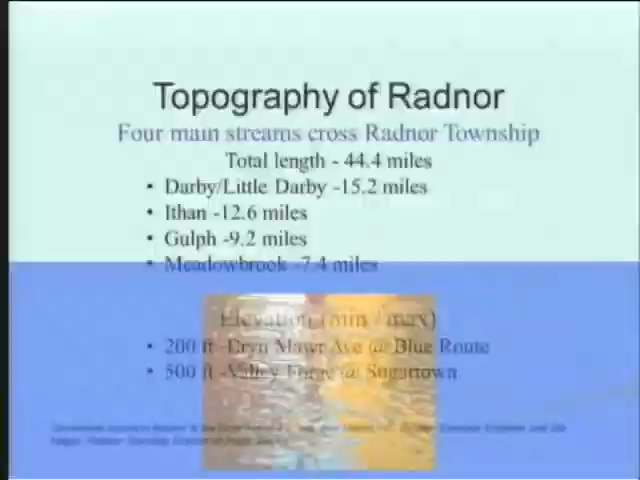 Topography of Radnor
Four main streams cross Radnor Township
Total length - 44.4 miles
• Darby/Little Darby -15.2 miles
• Ithan -12.6 miles
• Gulph -9.2 miles
• Meadowbrook -7.4 miles
Elevation (min / max)
• 200 ft -Bryn Mawr Ave @ Blue Route
• 500 ft -Valley Forge @ Sugartown